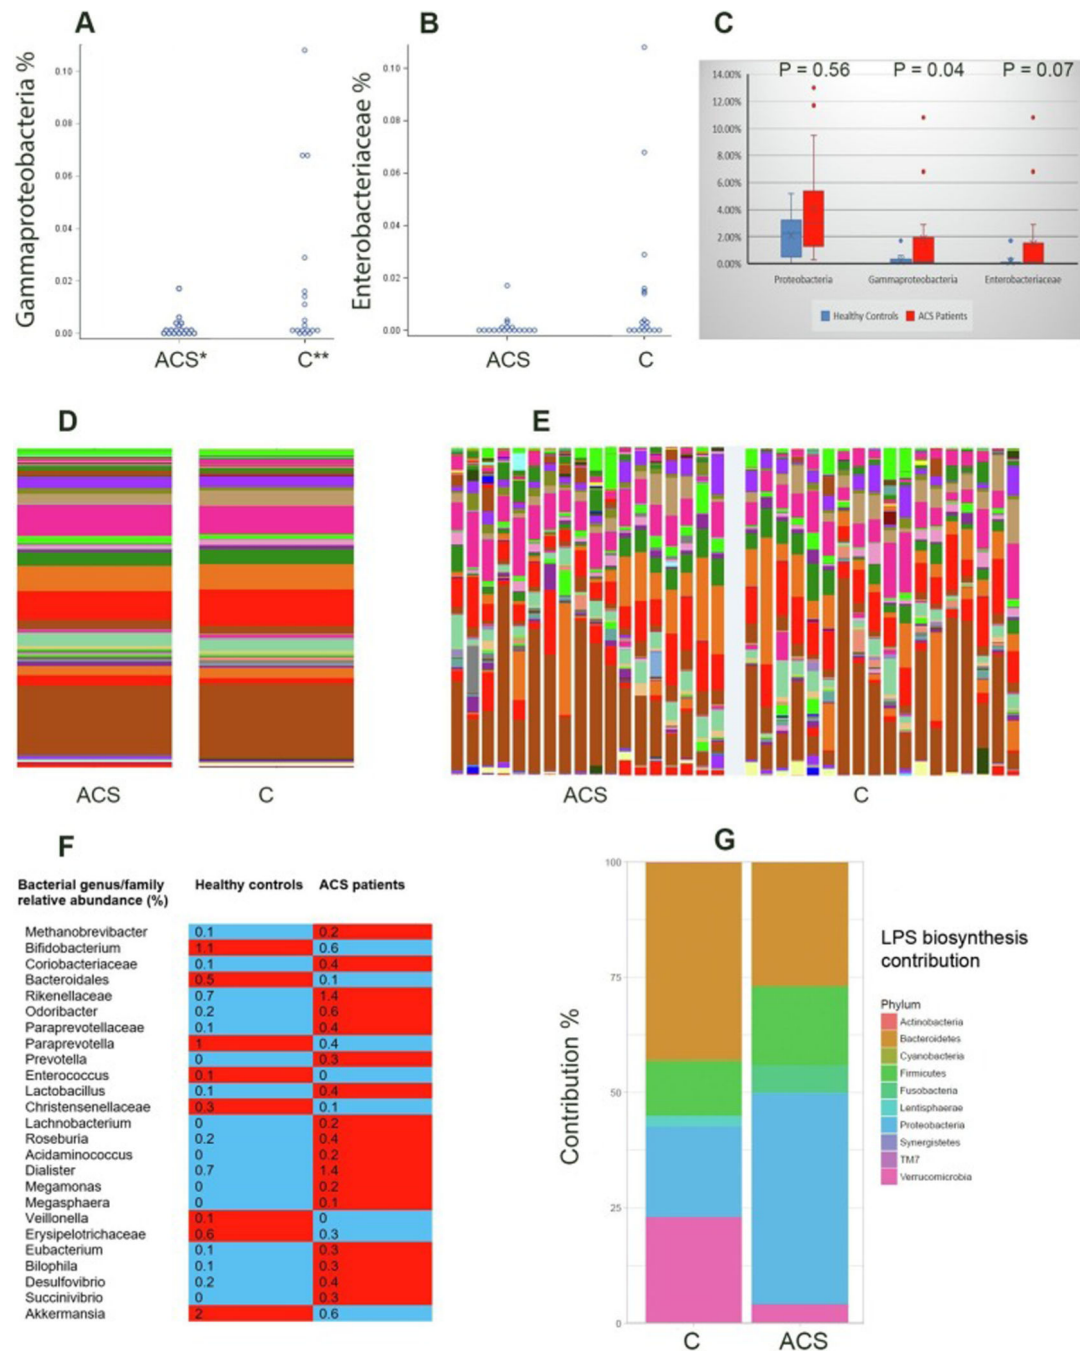 A
B
C
Gammaproteobacteria %
0.10
0.08
0.06
0.04
0.02
0.00
ACS*
C**
Enterobacteriaceae %
0.10
0.08
0.06
0.04
0.02
0.00
ACS
C
P = 0.56
P = 0.04
P = 0.07
14.00%
12.00%
10.00%
8.00%
6.00%
4.00%
2.00%
0.00%
Proteobacteria
Gammaproteobacteria
Enterobacteriaceae
Healthy Controls
ACS Patients
D
E
ACS
C
ACS
C
F
Bacterial genus/family
relative abundance (%)
Healthy controls
ACS patients
Methanobrevibacter 0.1 0.2
Bifidobacterium 1.1 0.6
Coriobacteriaceae 0.1 0.4
Bacteroidales 0.5 0.1
Rikenellaceae 0.7 1.4
Odoribacter 0.2 0.6
Paraprevotellaceae 0.1 0.4
Paraprevotella 1 0.4
Prevotella 0 0.3
Enterococcus 0.1 0
Lactobacillus 0.1 0.4
Christensenellaceae 0.3 0.1
Lachnobacterium 0 0.2
Roseburia 0.2 0.4
Acidaminococcus 0 0.2
Dialister 0.7 1.4
Megamonas 0 0.2
Megasphaera 0 0.1
Veillonella 0.1 0
Erysipelotrichaceae 0.6 0.3
Eubacterium 0.1 0.3
Bilophila 0.1 0.3
Desulfovibrio 0.2 0.4
Succinivibrio 0 0.3
Akkermansia 2 0.6
G
Contribution %
100
75
50
25
0
C
ACS
LPS biosynthesis
contribution
Phylum
Actinobacteria
Bacteroidetes
Cyanobacteria
Firmicutes
Fusobacteria
Lentisphaerae
Proteobacteria
Synergistetes
TM7
Verrucomicrobia